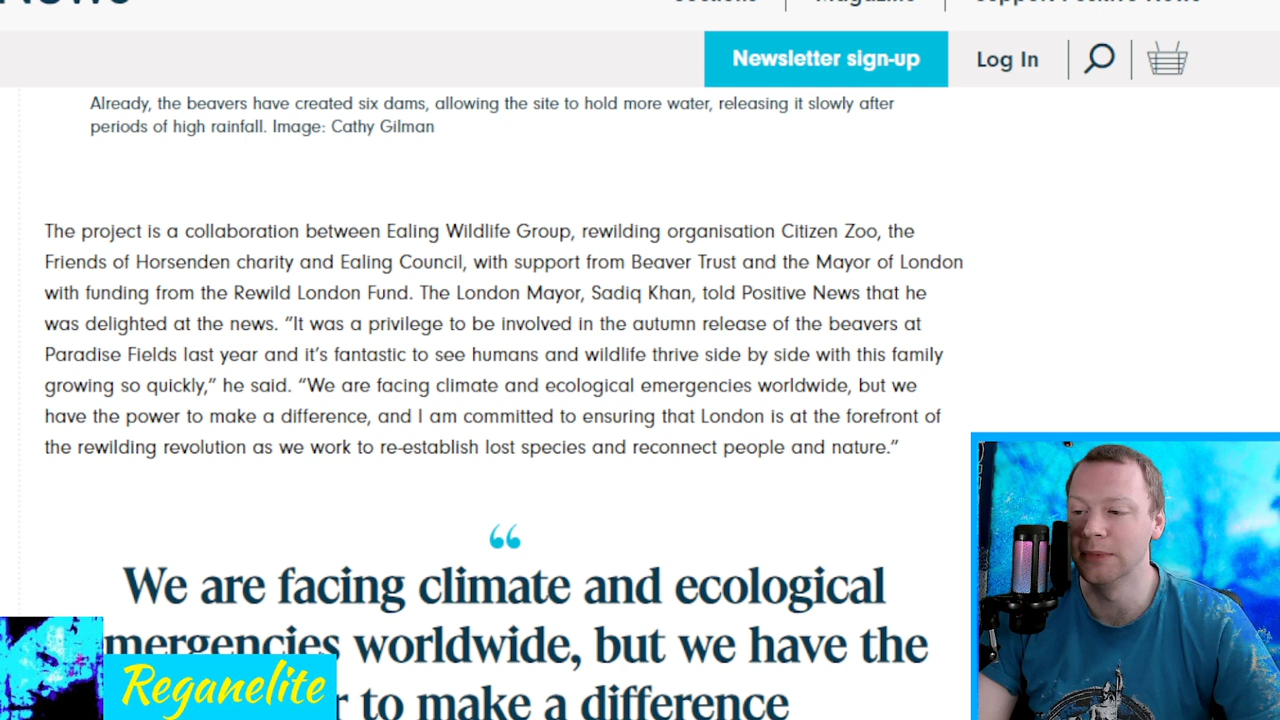 News
Sections
Magazine
Support Positive News
Newsletter sign-up
Log In
Already, the beavers have created six dams, allowing the site to hold more water, releasing it slowly after
periods of high rainfall. Image: Cathy Gilman
The project is a collaboration between Ealing Wildlife Group, rewilding organisation Citizen Zoo, the
Friends of Horsenden charity and Ealing Council, with support from Beaver Trust and the Mayor of London
with funding from the Rewild London Fund. The London Mayor, Sadiq Khan, told Positive News that he
was delighted at the news. “It was a privilege to be involved in the autumn release of the beavers at
Paradise Fields last year and it’s fantastic to see humans and wildlife thrive side by side with this family
growing so quickly,” he said. “We are facing climate and ecological emergencies worldwide, but we
have the power to make a difference, and I am committed to ensuring that London is at the forefront of
the rewilding revolution as we work to re-establish lost species and reconnect people and nature.”
“
We are facing climate and ecological
mergencies worldwide, but we have the
r to make a difference
Reganelite